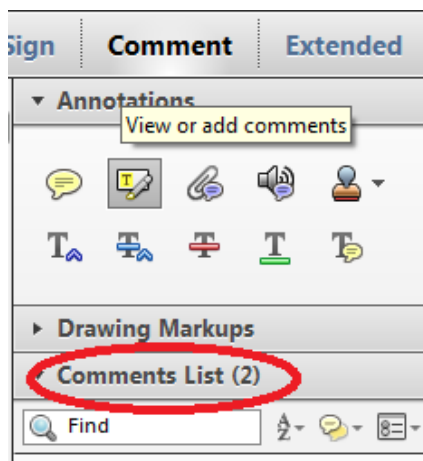 Sign Comment Extended
Annotations
View or add comments
Drawing Markups
Comments List (2)
Find